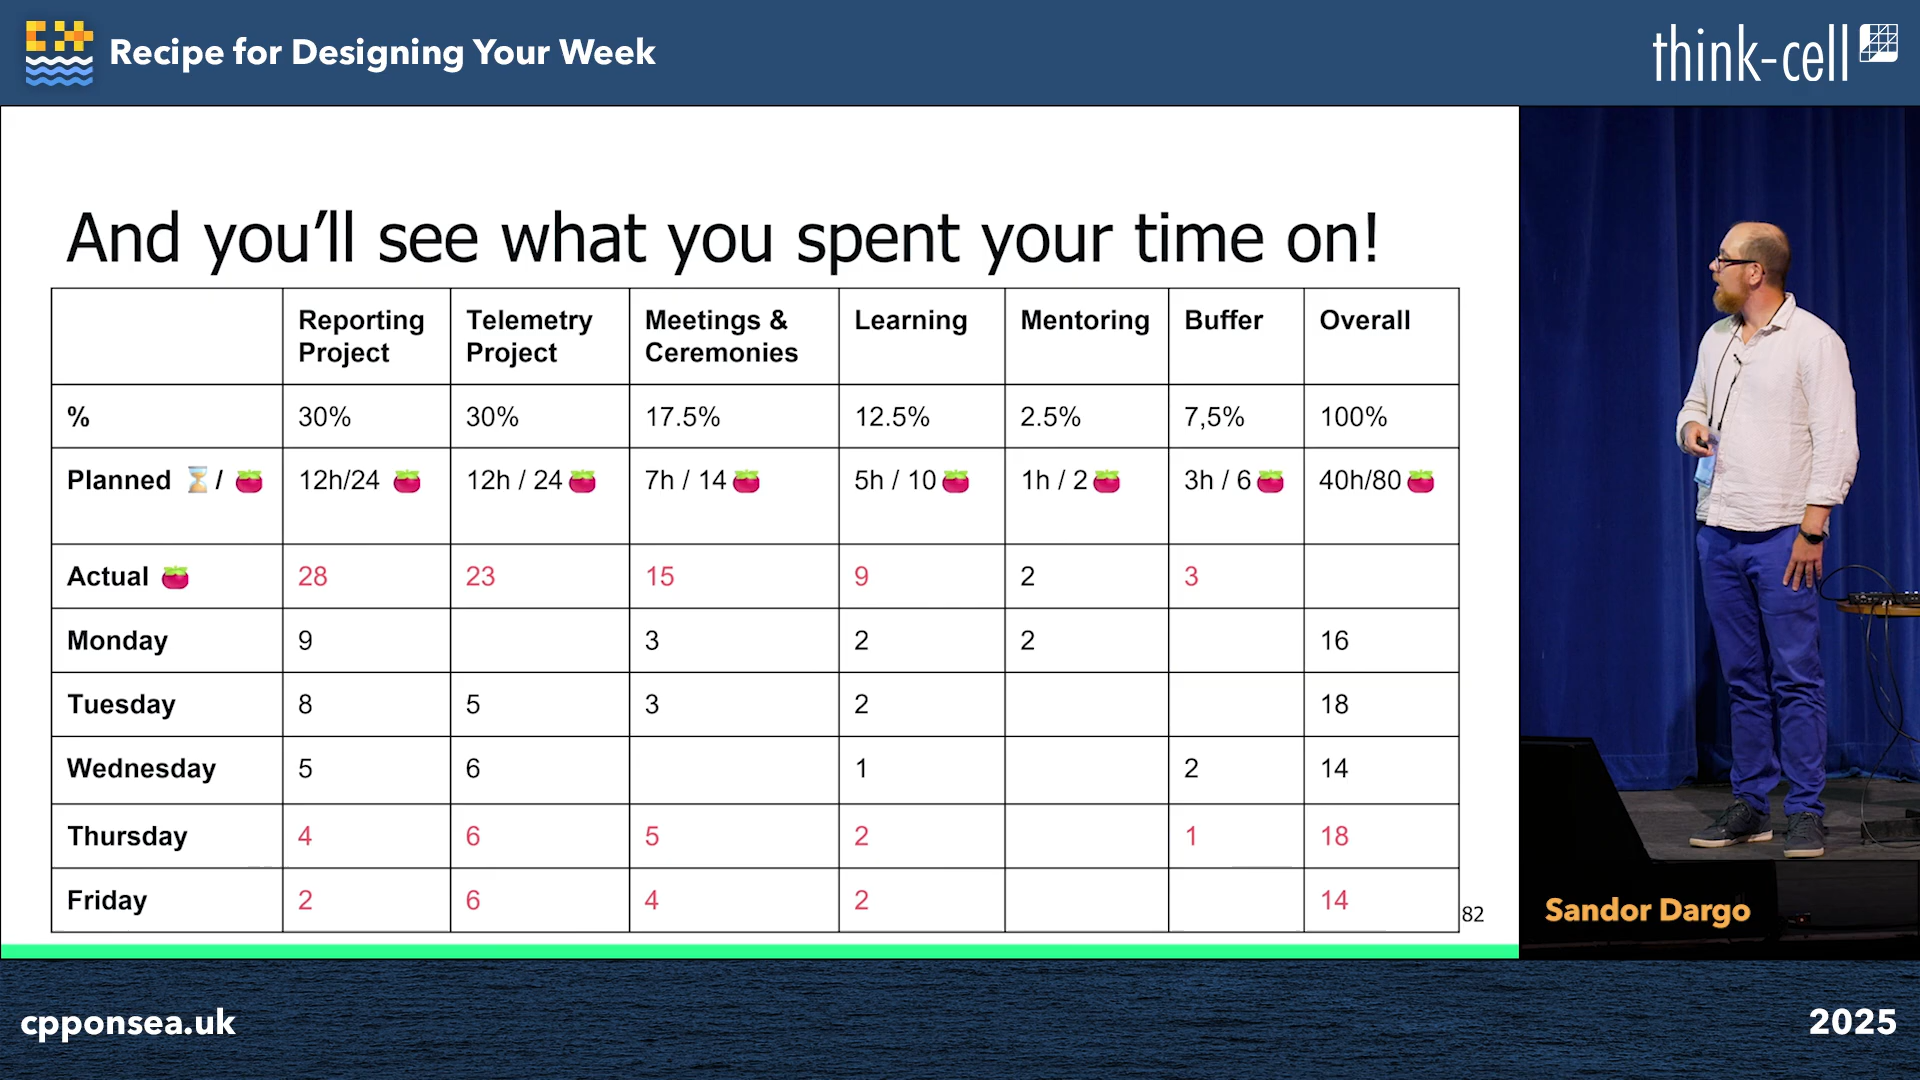 Recipe for Designing Your Week
think-cell
And you’ll see what you spent your time on!
Reporting Project Telemetry Project Meetings & Ceremonies Learning Mentoring Buffer Overall
% 30% 30% 17.5% 12.5% 2.5% 7,5% 100%
Planned ⏳/ 🍅 12h/24 🍅 12h / 24 🍅 7h / 14 🍅 5h / 10 🍅 1h / 2 🍅 3h / 6 🍅 40h/80 🍅
Actual 🍅 28 23 15 9 2 3
Monday 9 3 2 2 16
Tuesday 8 5 3 2 18
Wednesday 5 6 1 2 14
Thursday 4 6 5 2 1 18
Friday 2 6 4 2 14
82
Sandor Dargo
cpponsea.uk
2025